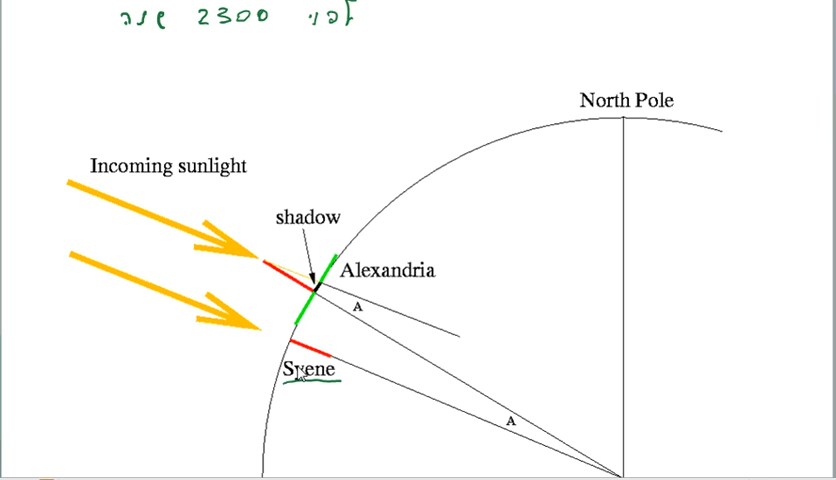 לפני 2300 שנה
North Pole
Incoming sunlight
shadow
Alexandria
A
Syene
A